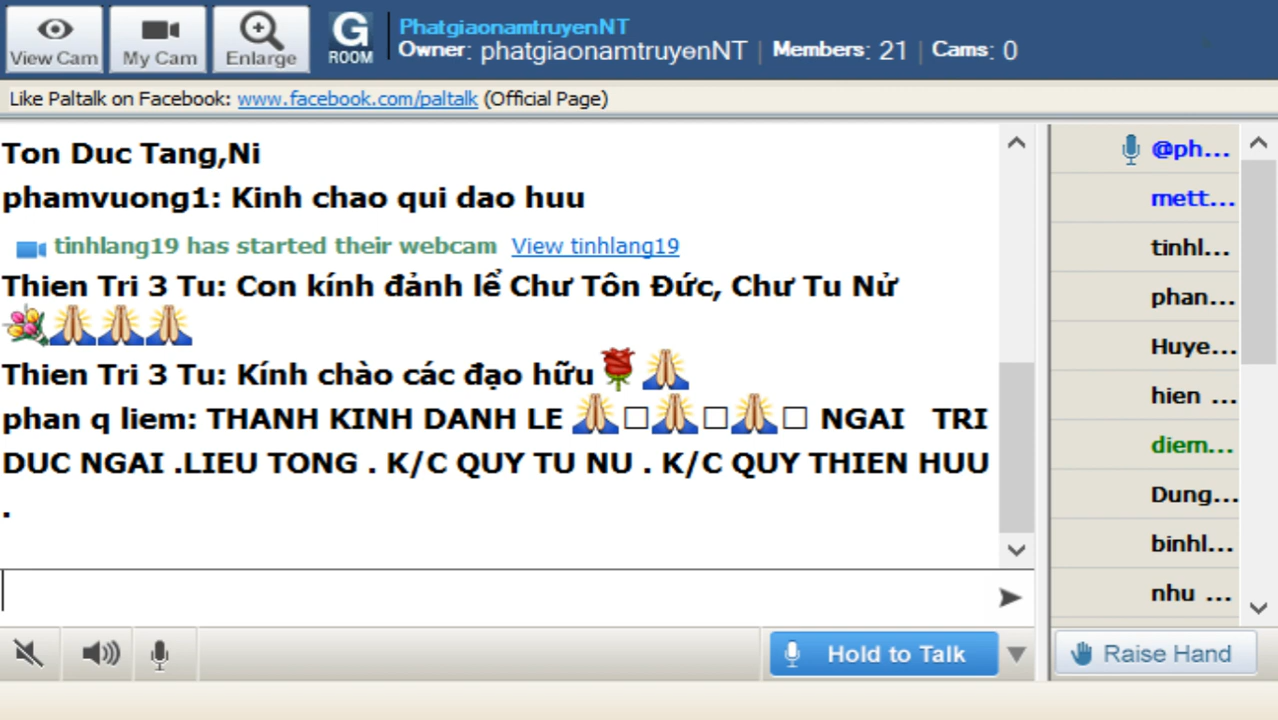 View Cam
My Cam
Enlarge
G
ROOM
PhatgiaonamtruyenNT
Owner: phatgiaonamtruyenNT | Members: 21 | Cams: 0
Like Paltalk on Facebook: www.facebook.com/paltalk (Official Page)
Ton Duc Tang,Ni
phamvuong1: Kinh chao qui dao huu
tinhlang19 has started their webcam View tinhlang19
Thien Tri 3 Tu: Con kính đảnh lể Chư Tôn Đức, Chư Tu Nử
💐🙏🙏🙏
Thien Tri 3 Tu: Kính chào các đạo hữu🌹🙏
phan q liem: THANH KINH DANH LE 🙏□🙏□🙏□ NGAI TRI
DUC NGAI .LIEU TONG . K/C QUY TU NU . K/C QUY THIEN HUU
.
@ph...
mett...
tinhl...
phan...
Huye...
hien ...
diem...
Dung...
binhl...
nhu ...
Hold to Talk
Raise Hand